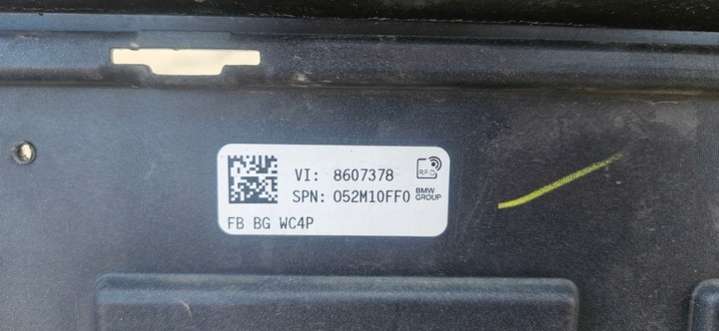 VI: 8607378
RFID
SPN: 052M10FF0
BMW
GROUP
FB BG WC4P